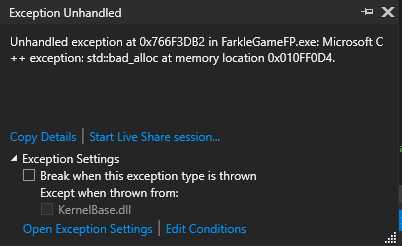 Exception Unhandled
Unhandled exception at 0x766F3DB2 in FarkleGameFP.exe: Microsoft C
++ exception: std::bad_alloc at memory location 0x010FF0D4.
Copy Details | Start Live Share session...
Exception Settings
Break when this exception type is thrown
Except when thrown from:
KernelBase.dll
Open Exception Settings | Edit Conditions